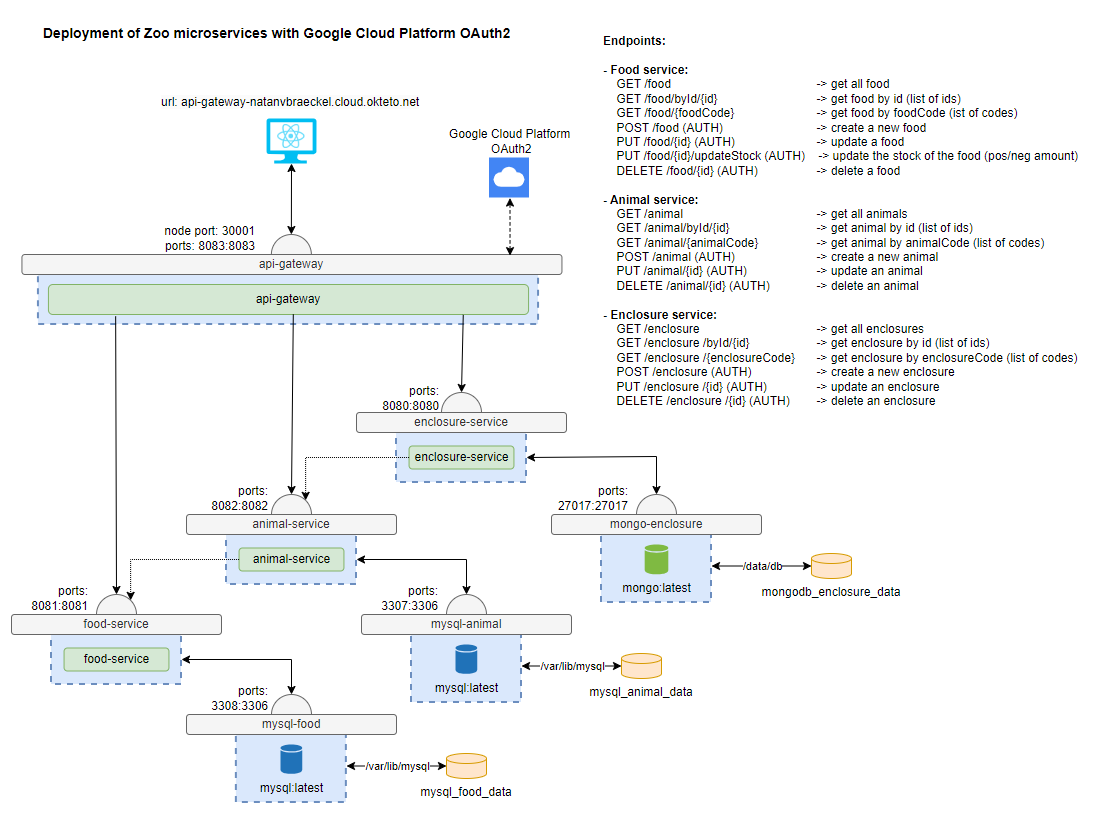 Deployment of Zoo microservices with Google Cloud Platform OAuth2
url: api-gateway-natanvbraeckel.cloud.okteto.net
Google Cloud Platform
OAuth2
node port: 30001
ports: 8083:8083
api-gateway
api-gateway
ports:
8080:8080
enclosure-service
enclosure-service
ports:
8082:8082
animal-service
animal-service
ports:
27017:27017
mongo-enclosure
mongo:latest
/data/db
mongodb_enclosure_data
ports:
8081:8081
food-service
food-service
ports:
3307:3306
mysql-animal
mysql:latest
/var/lib/mysql
mysql_animal_data
ports:
3308:3306
mysql-food
mysql:latest
/var/lib/mysql
mysql_food_data
Endpoints:
- Food service:
GET /food -> get all food
GET /food/byId/{id} -> get food by id (list of ids)
GET /food/{foodCode} -> get food by foodCode (ist of codes)
POST /food (AUTH) -> create a new food
PUT /food/{id} (AUTH) -> update a food
PUT /food/{id}/updateStock (AUTH) -> update the stock of the food (pos/neg amount)
DELETE /food/{id} (AUTH) -> delete a food
- Animal service:
GET /animal -> get all animals
GET /animal/byId/{id} -> get animal by id (list of ids)
GET /animal/{animalCode} -> get animal by animalCode (list of codes)
POST /animal (AUTH) -> create a new animal
PUT /animal/{id} (AUTH) -> update an animal
DELETE /animal/{id} (AUTH) -> delete an animal
- Enclosure service:
GET /enclosure -> get all enclosures
GET /enclosure /byId/{id} -> get enclosure by id (list of ids)
GET /enclosure /{enclosureCode} -> get enclosure by enclosureCode (list of codes)
POST /enclosure (AUTH) -> create a new enclosure
PUT /enclosure /{id} (AUTH) -> update an enclosure
DELETE /enclosure /{id} (AUTH) -> delete an enclosure